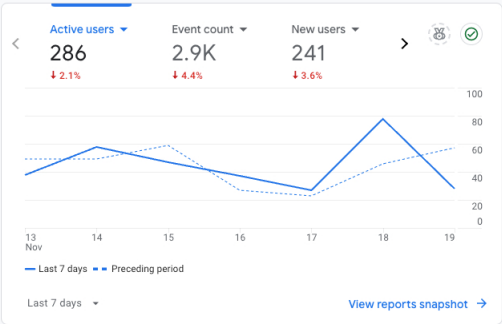 Active users Event count New users
286 2.9K 241
↓ 2.1% ↓ 4.4% ↓ 3.6%
100
80
60
40
20
0
13 14 15 16 17 18 19
Nov
Last 7 days Preceding period
Last 7 days View reports snapshot →